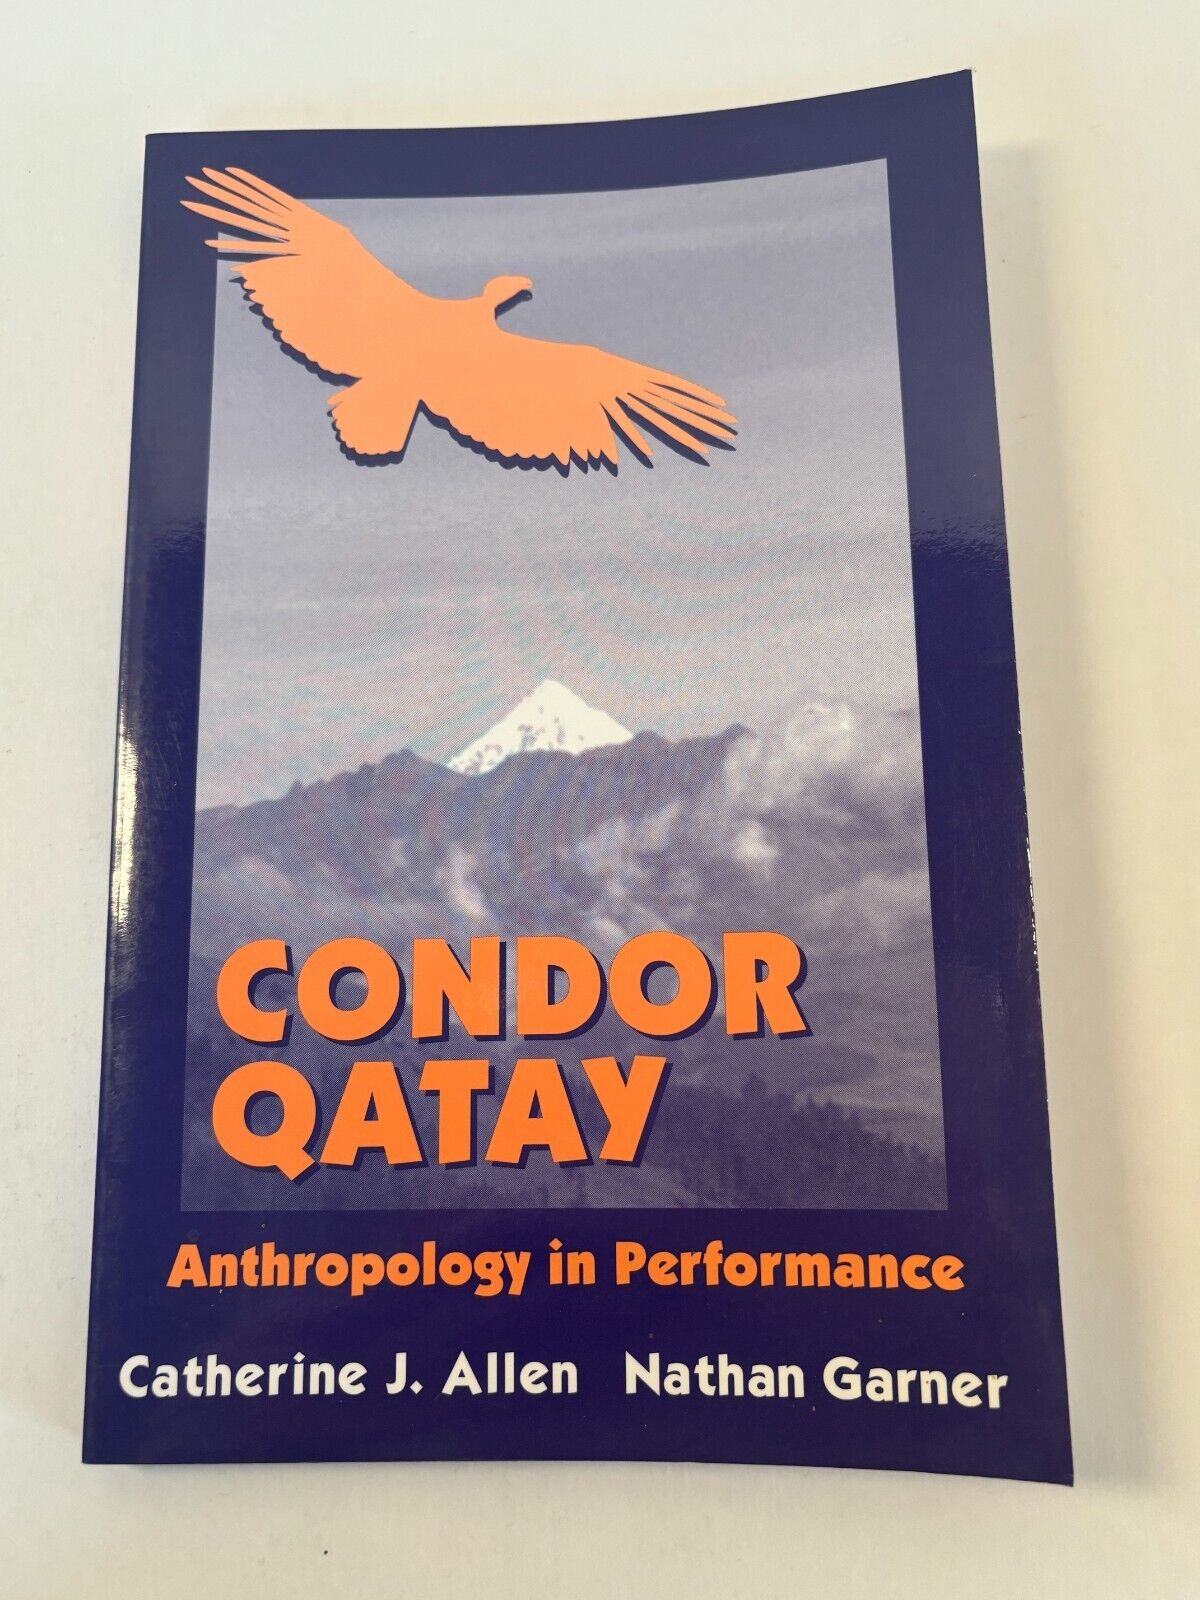 CONDOR
QATAY
Anthropology in Performance
Catherine J. Allen Nathan Garner